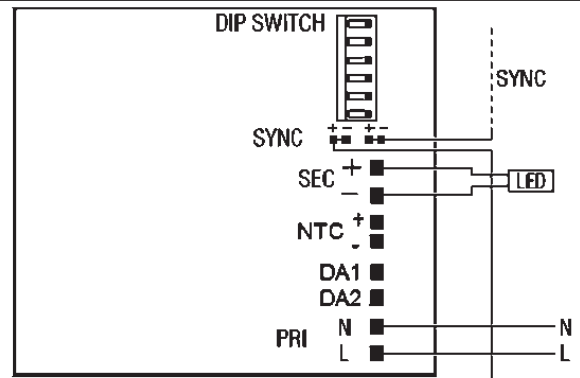 DIP SWITCH
SYNC
+ - + -
SYNC
SEC +
-
LED
NTC +
-
DA1
DA2
PRI N N
L L